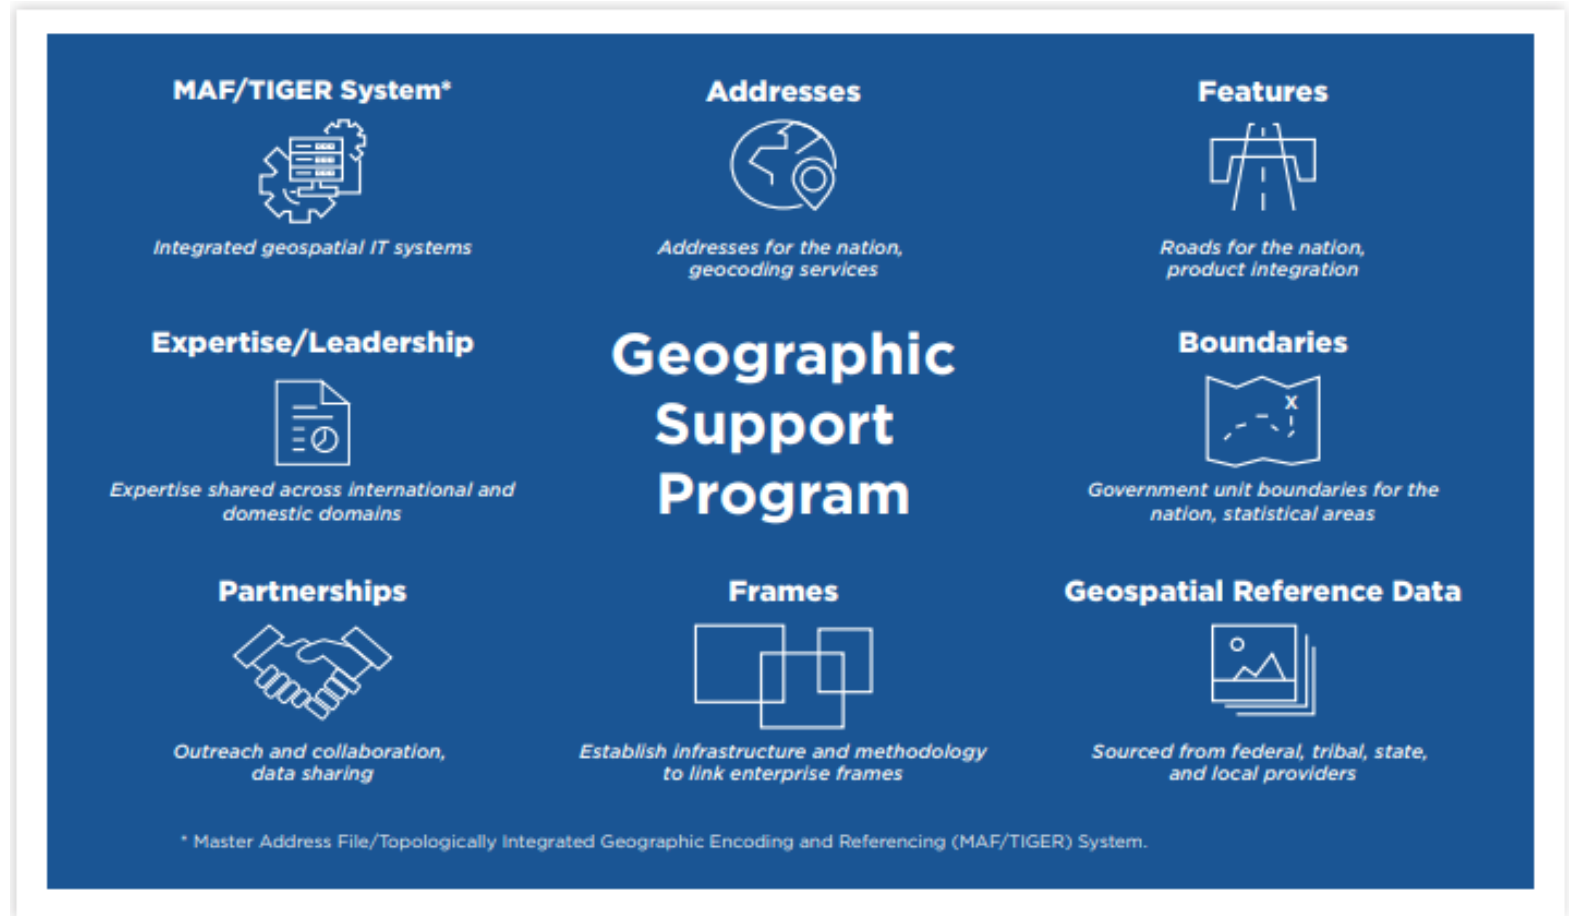 MAF/TIGER System*
Integrated geospatial IT systems
Addresses
Addresses for the nation,
geocoding services
Features
Roads for the nation,
product integration
Expertise/Leadership
Expertise shared across international and
domestic domains
Geographic
Support
Program
Boundaries
x
Government unit boundaries for the
nation, statistical areas
Partnerships
Outreach and collaboration,
data sharing
Frames
Establish infrastructure and methodology
to link enterprise frames
Geospatial Reference Data
Sourced from federal, tribal, state,
and local providers
* Master Address File/Topologically Integrated Geographic Encoding and Referencing (MAF/TIGER) System.